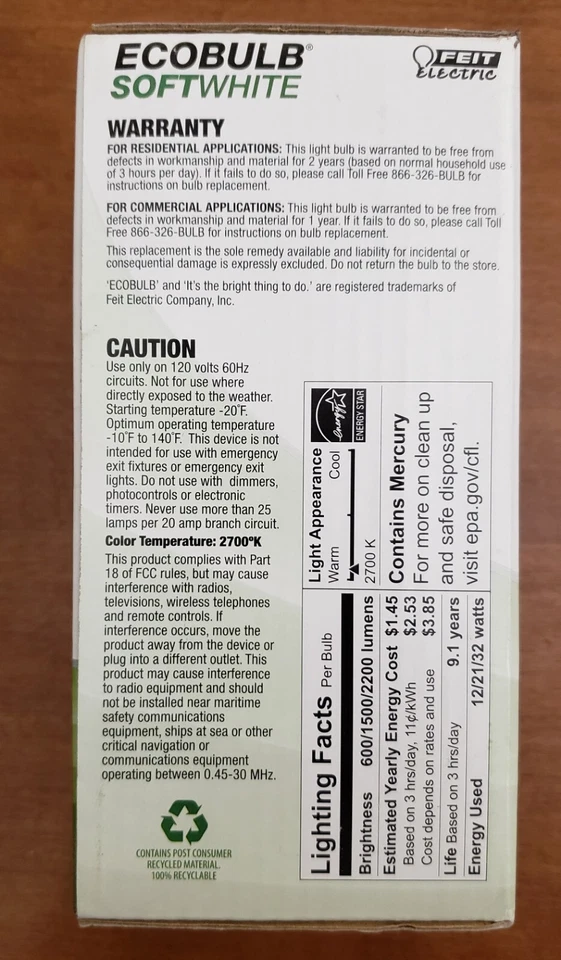 ECOBULB®
SOFTWHITE
FEIT
Electric
WARRANTY
FOR RESIDENTIAL APPLICATIONS: This light bulb is warranted to be free from
defects in workmanship and material for 2 years (based on normal household use
of 3 hours per day). If it fails to do so, please call Toll Free 866-326-BULB for
instructions on bulb replacement.
FOR COMMERCIAL APPLICATIONS: This light bulb is warranted to be free from
defects in workmanship and material for 1 year. If it fails to do so, please call Toll
Free 866-326-BULB for instructions on bulb replacement.
This replacement is the sole remedy available and liability for incidental or
consequential damage is expressly excluded. Do not return the bulb to the store.
'ECOBULB' and 'It's the bright thing to do.' are registered trademarks of
Feit Electric Company, Inc.
CAUTION
Use only on 120 volts 60Hz
circuits. Not for use where
directly exposed to the weather.
Starting temperature -20°F.
Optimum operating temperature
-10°F to 140°F. This device is not
intended for use with emergency
exit fixtures or emergency exit
lights. Do not use with dimmers,
photocontrols or electronic
timers. Never use more than 25
lamps per 20 amp branch circuit.
Color Temperature: 2700°K
This product complies with Part
18 of FCC rules, but may cause
interference with radios,
televisions, wireless telephones
and remote controls. If
interference occurs, move the
product away from the device or
plug into a different outlet. This
product may cause interference
to radio equipment and should
not be installed near maritime
safety communications
equipment, ships at sea or other
critical navigation or
communications equipment
operating between 0.45-30 MHz.
CONTAINS POST CONSUMER
RECYCLED MATERIAL.
100% RECYCLABLE
Lighting Facts Per Bulb
Brightness 600/1500/2200 lumens
Estimated Yearly Energy Cost $1.45
Based on 3 hrs/day, 11¢/kWh $2.53
Cost depends on rates and use $3.85
Life Based on 3 hrs/day 9.1 years
Energy Used 12/21/32 watts
Light Appearance
Warm Cool
2700 K
energy
ENERGY STAR
Contains Mercury
For more on clean up
and safe disposal,
visit epa.gov/cfl.